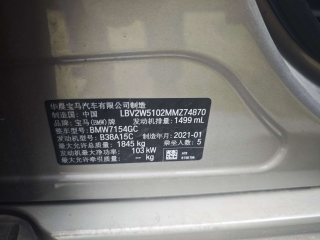 华晨宝马汽车有限公司制造
制造国：中国 LBV2W5102MMZ74870
品牌：宝马(BMW)牌 发动机排量：1499 mL
整车型号：BMW7154GC
发动机型号：B38A15C 制造年月：2021-01
最大允许总质量：1845 kg 乘坐人数：5
发动机最大净功率：103 kW
最大允许牵引质量：-- kg